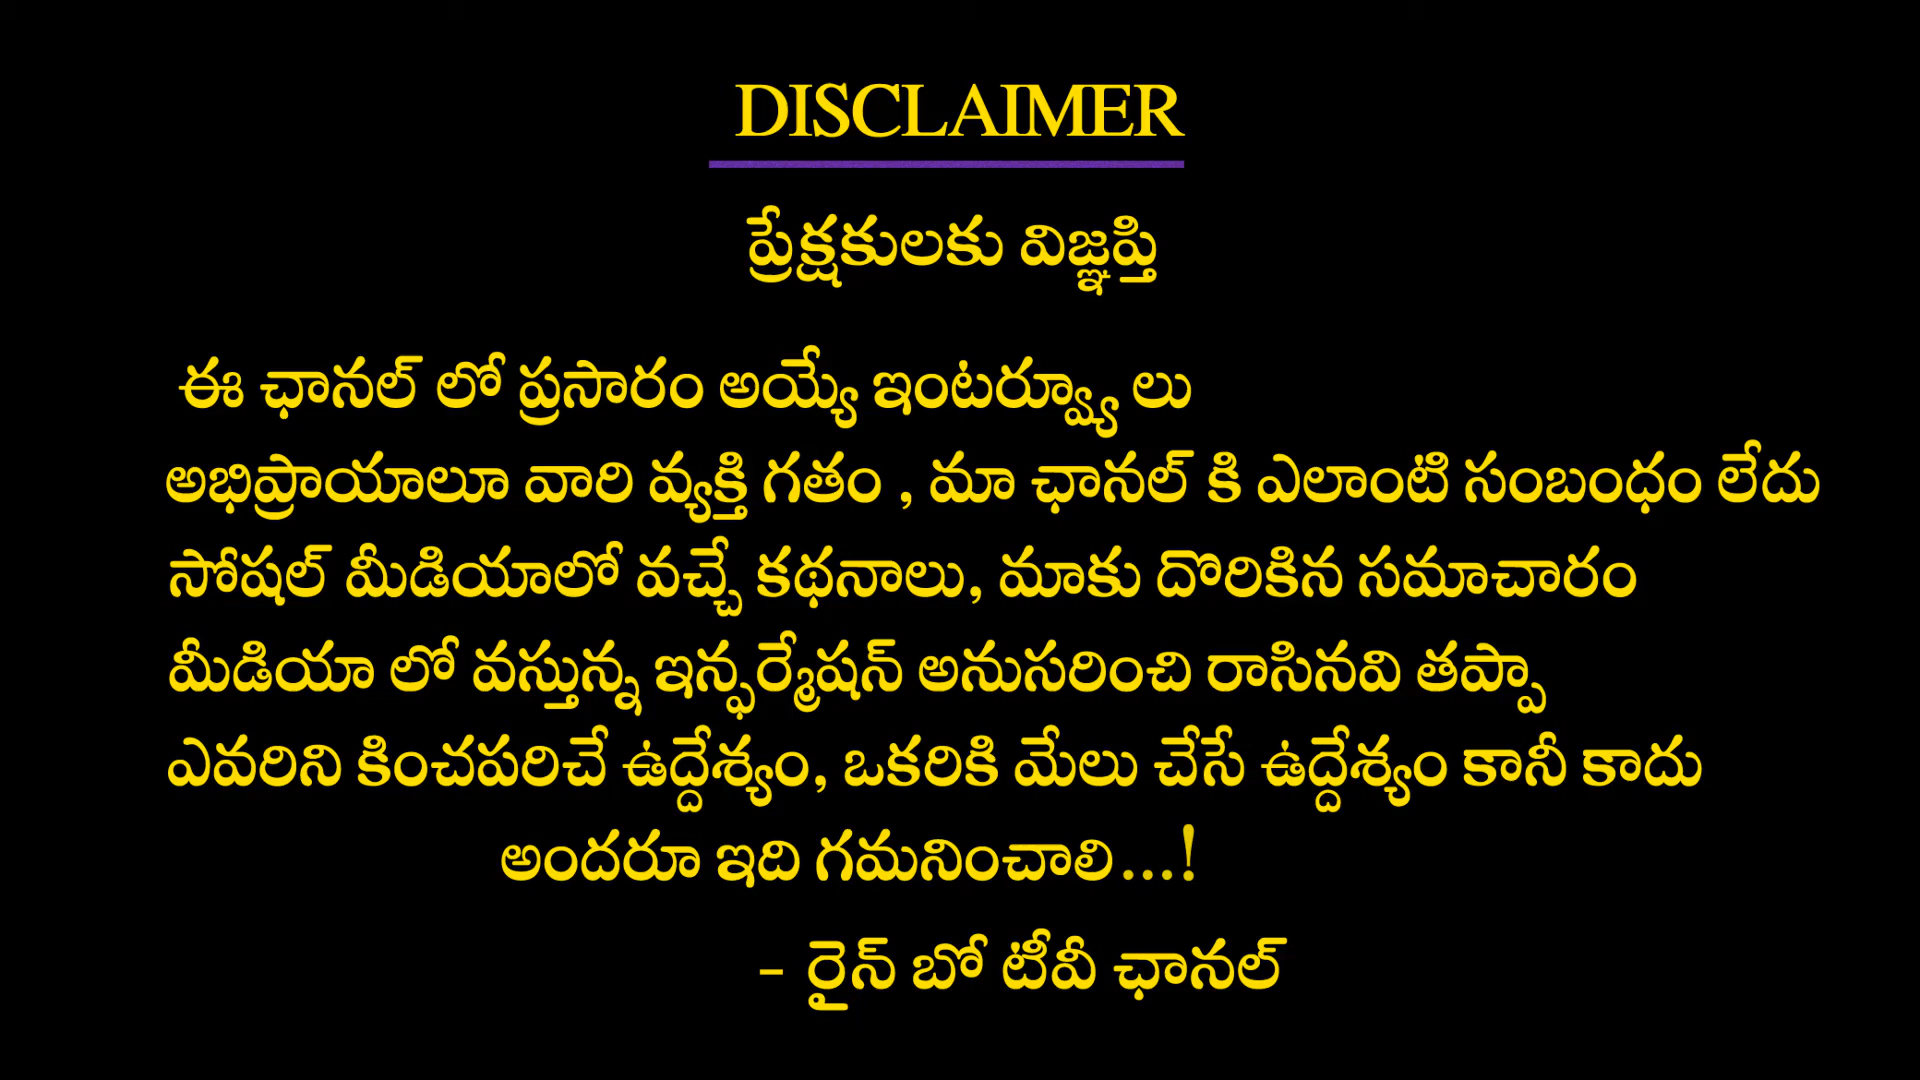 DISCLAIMER
ప్రేక్షకులకు విజ్ఞప్తి
ఈ ఛానల్ లో ప్రసారం అయ్యే ఇంటర్వ్యూ లు
అభిప్రాయాలూ వారి వ్యక్తి గతం , మా ఛానల్ కి ఎలాంటి సంబంధం లేదు
సోషల్ మీడియాలో వచ్చే కథనాలు, మాకు దొరికిన సమాచారం
మీడియా లో వస్తున్న ఇన్ఫర్మేషన్ అనుసరించి రాసినవి తప్పా
ఎవరిని కించపరిచే ఉద్దేశ్యం, ఒకరికి మేలు చేసే ఉద్దేశ్యం కానీ కాదు
అందరూ ఇది గమనించాలి...!
- రైన్ బో టీవీ ఛానల్